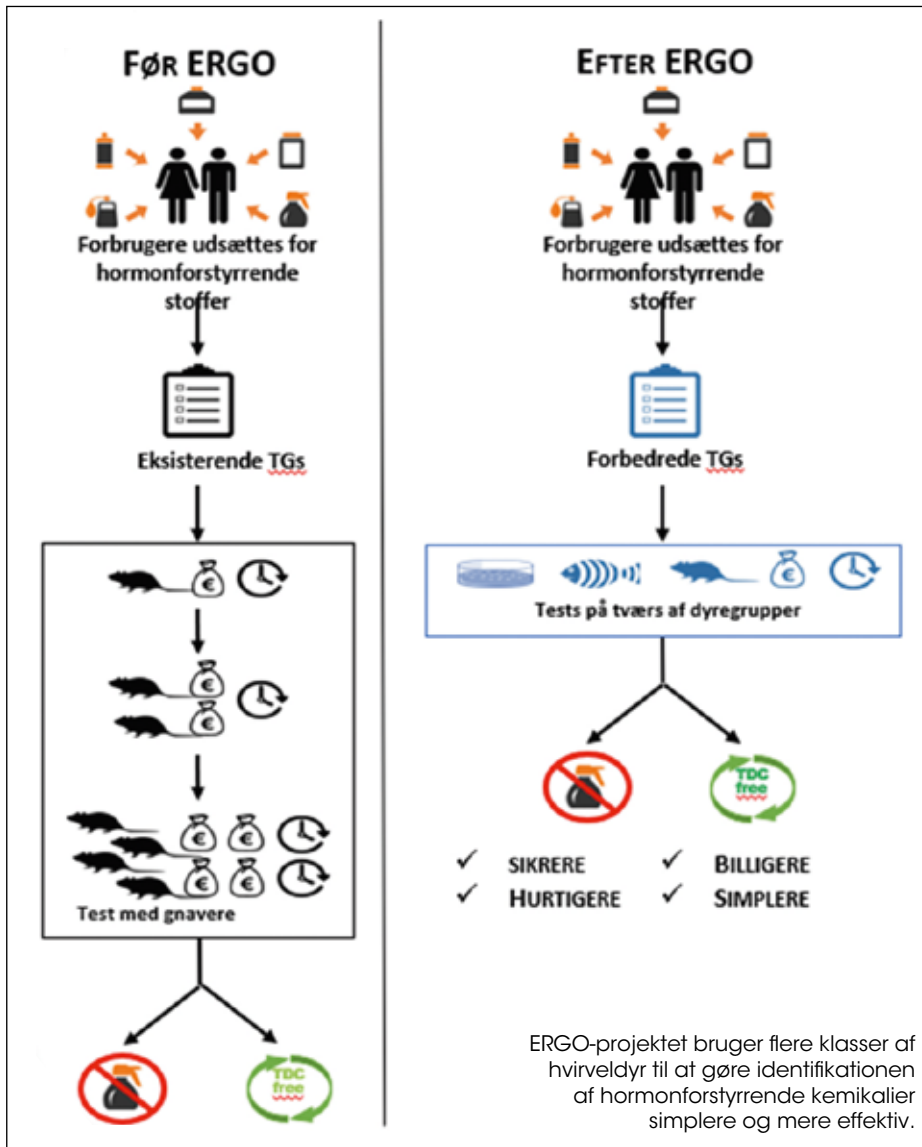 FØR ERGO
Forbrugere udsættes for
hormonforstyrrende
stoffer
Eksisterende TGs
€
€
€
€ €
€ €
Test med gnavere
TDC
free
EFTER ERGO
Forbrugere udsættes for
hormonforstyrrende
stoffer
Forbedrede TGs
€
Tests på tværs af dyregrupper
TDC
free
✓ SIKRERE
✓ HURTIGERE
✓ BILLIGERE
✓ SIMPLERE
ERGO-projektet bruger flere klasser af
hvirveldyr til at gøre identifikationen
af hormonforstyrrende kemikalier
simplere og mere effektiv.